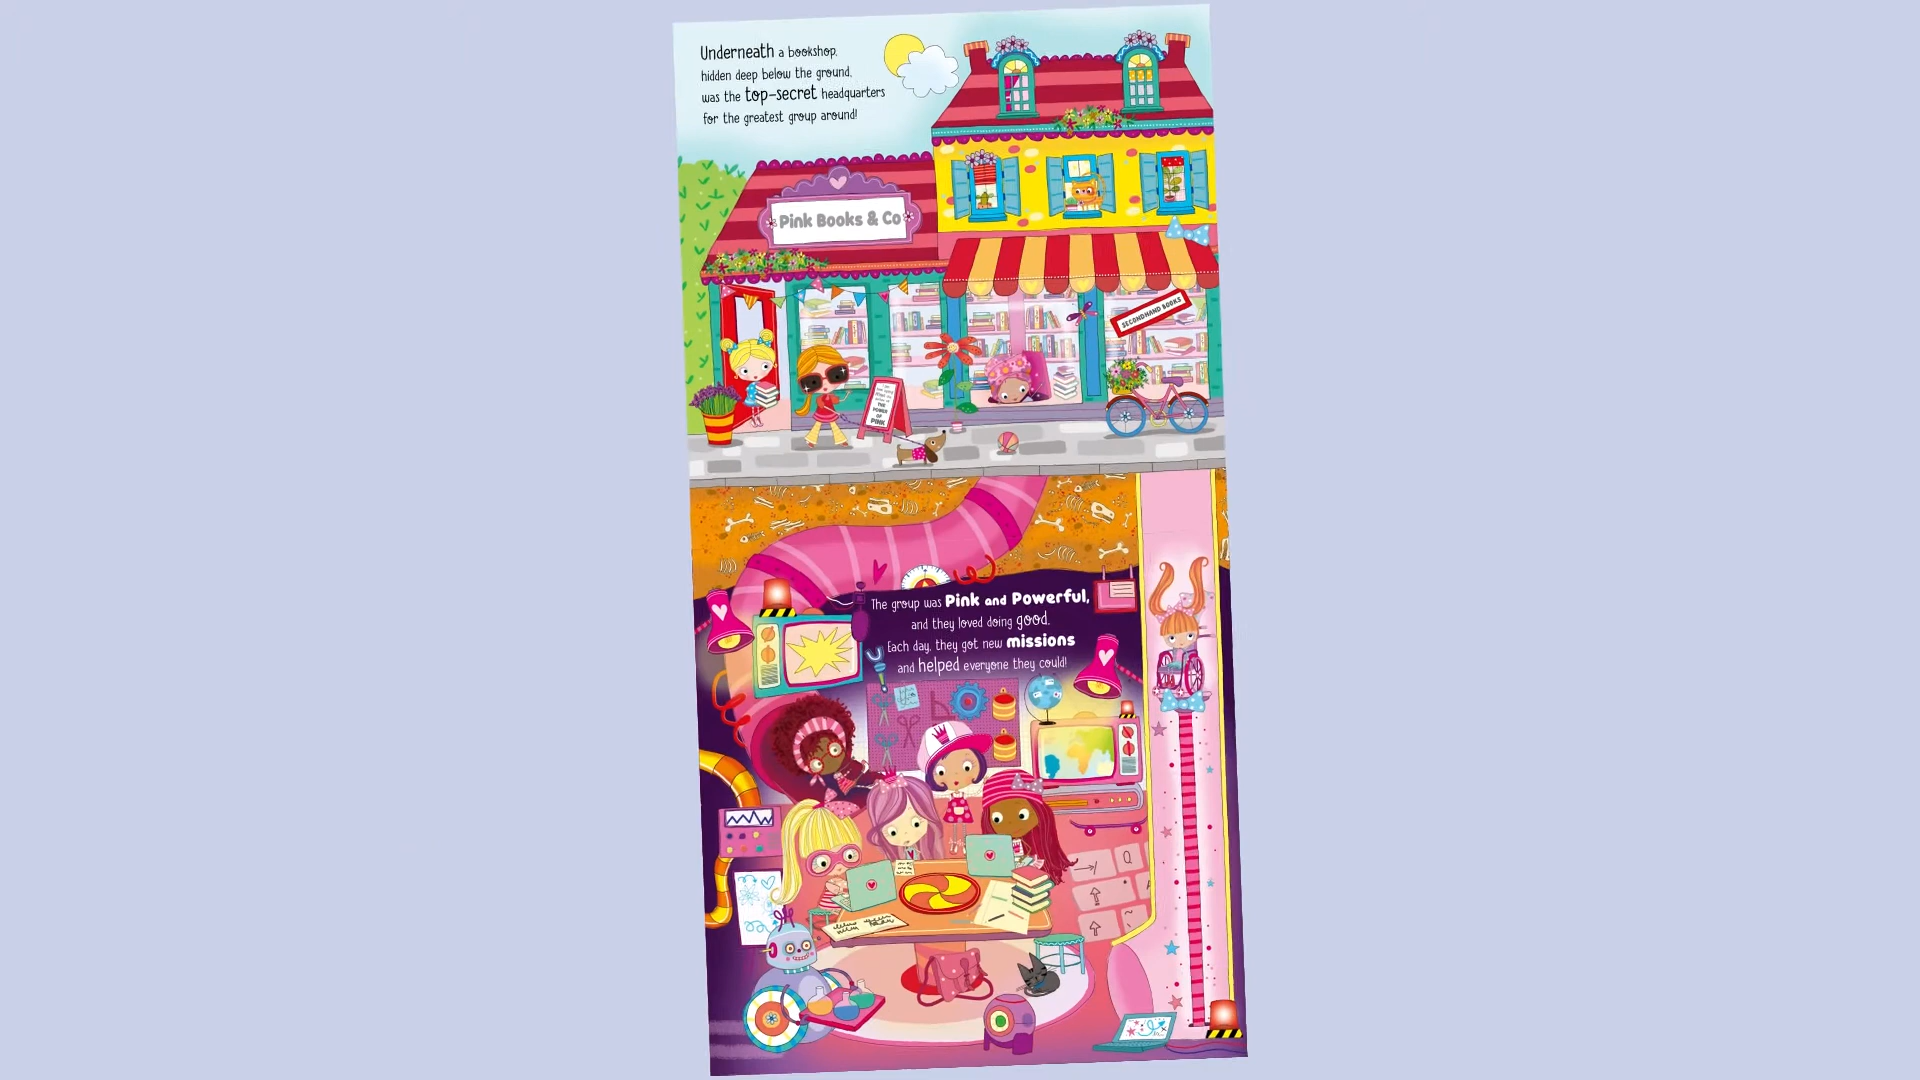 Underneath a bookshop,
hidden deep below the ground,
was the top-secret headquarters
for the greatest group around!
Pink Books & Co
SECONDHAND BOOKS
THE
POWER
OF
PINK
The group was Pink and Powerful,
and they loved doing good.
Each day, they got new missions
and helped everyone they could!
Q